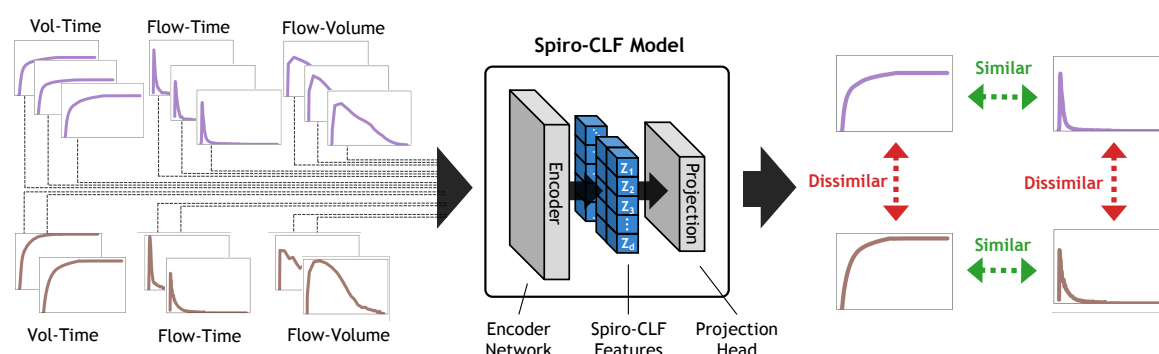 Vol-Time
Flow-Time
Flow-Volume
Vol-Time
Flow-Time
Flow-Volume
Spiro-CLF Model
Encoder
Z1
Z2
Z3
⋮
Zd
Projection
Encoder
Network
Spiro-CLF
Features
Projection
Head
Similar
Dissimilar
Dissimilar
Similar